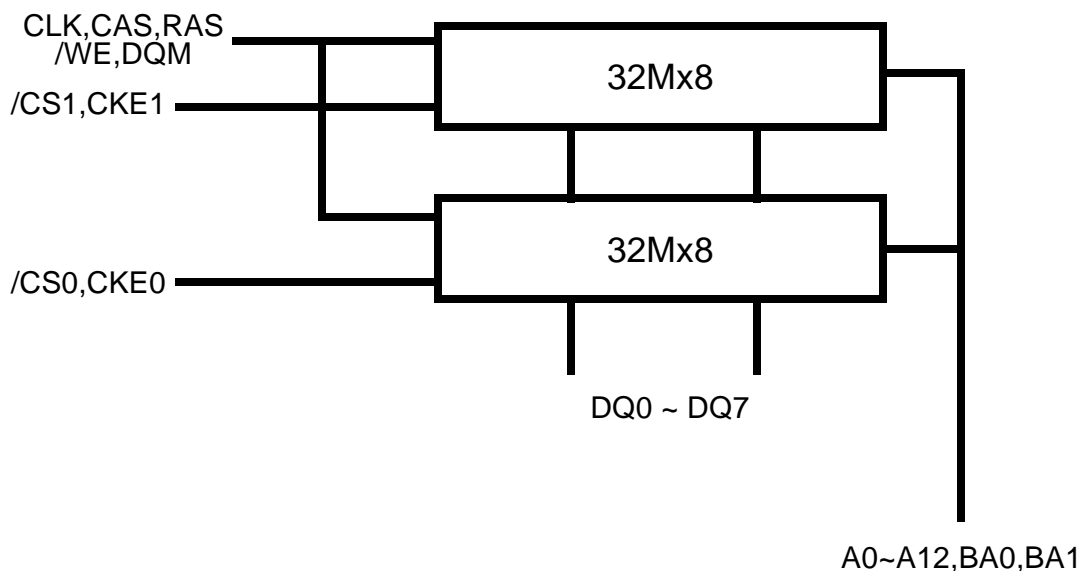 CLK,CAS,RAS
/WE,DQM
32Mx8
/CS1,CKE1
32Mx8
/CS0,CKE0
DQ0 ~ DQ7
A0~A12,BA0,BA1